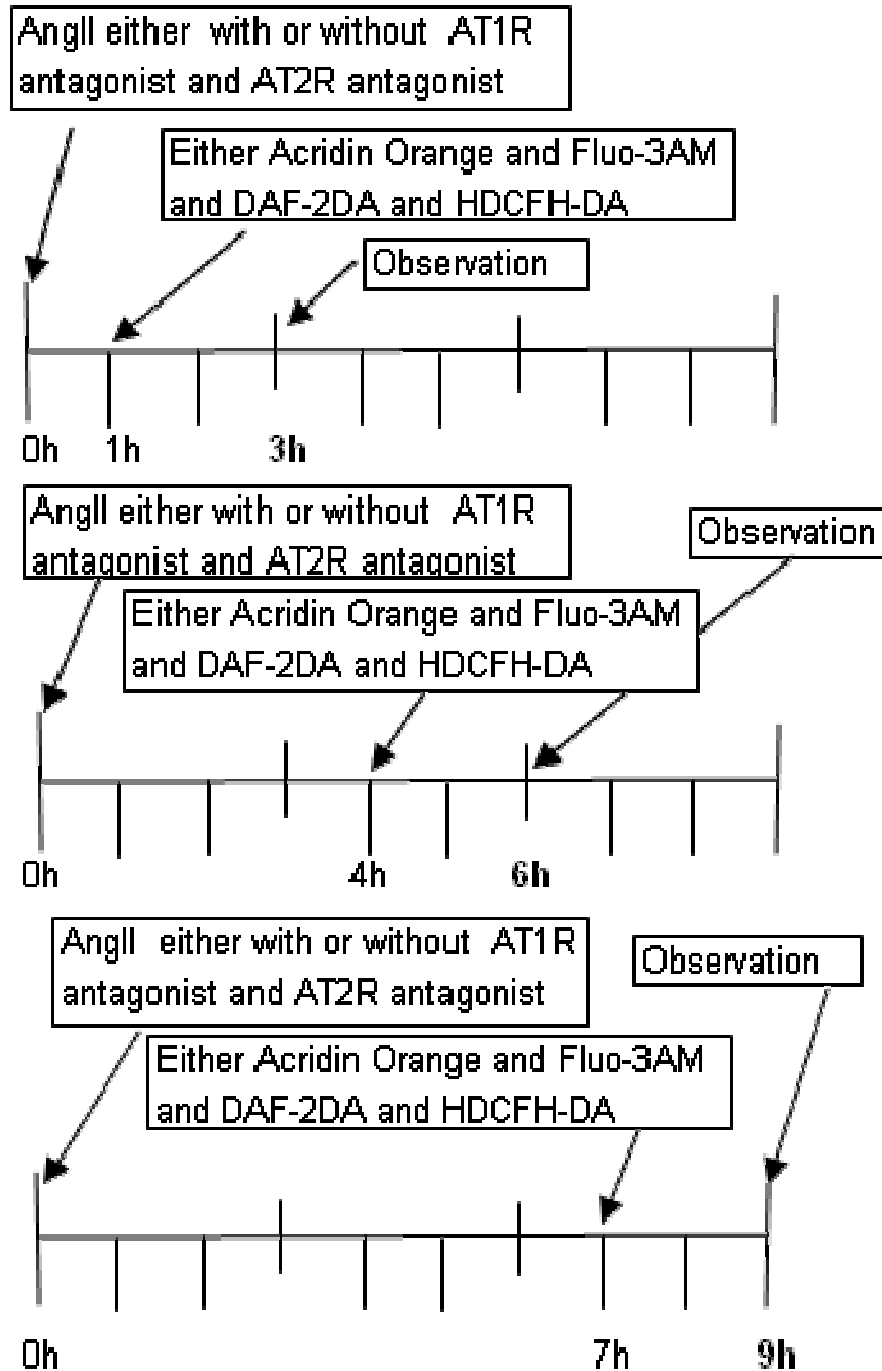 AngII either with or without AT1R
antagonist and AT2R antagonist
Either Acridin Orange and Fluo-3AM
and DAF-2DA and HDCFH-DA
Observation
0h 1h 3h
AngII either with or without AT1R
antagonist and AT2R antagonist
Observation
Either Acridin Orange and Fluo-3AM
and DAF-2DA and HDCFH-DA
0h 4h 6h
AngII either with or without AT1R
antagonist and AT2R antagonist
Observation
Either Acridin Orange and Fluo-3AM
and DAF-2DA and HDCFH-DA
0h 7h 9h